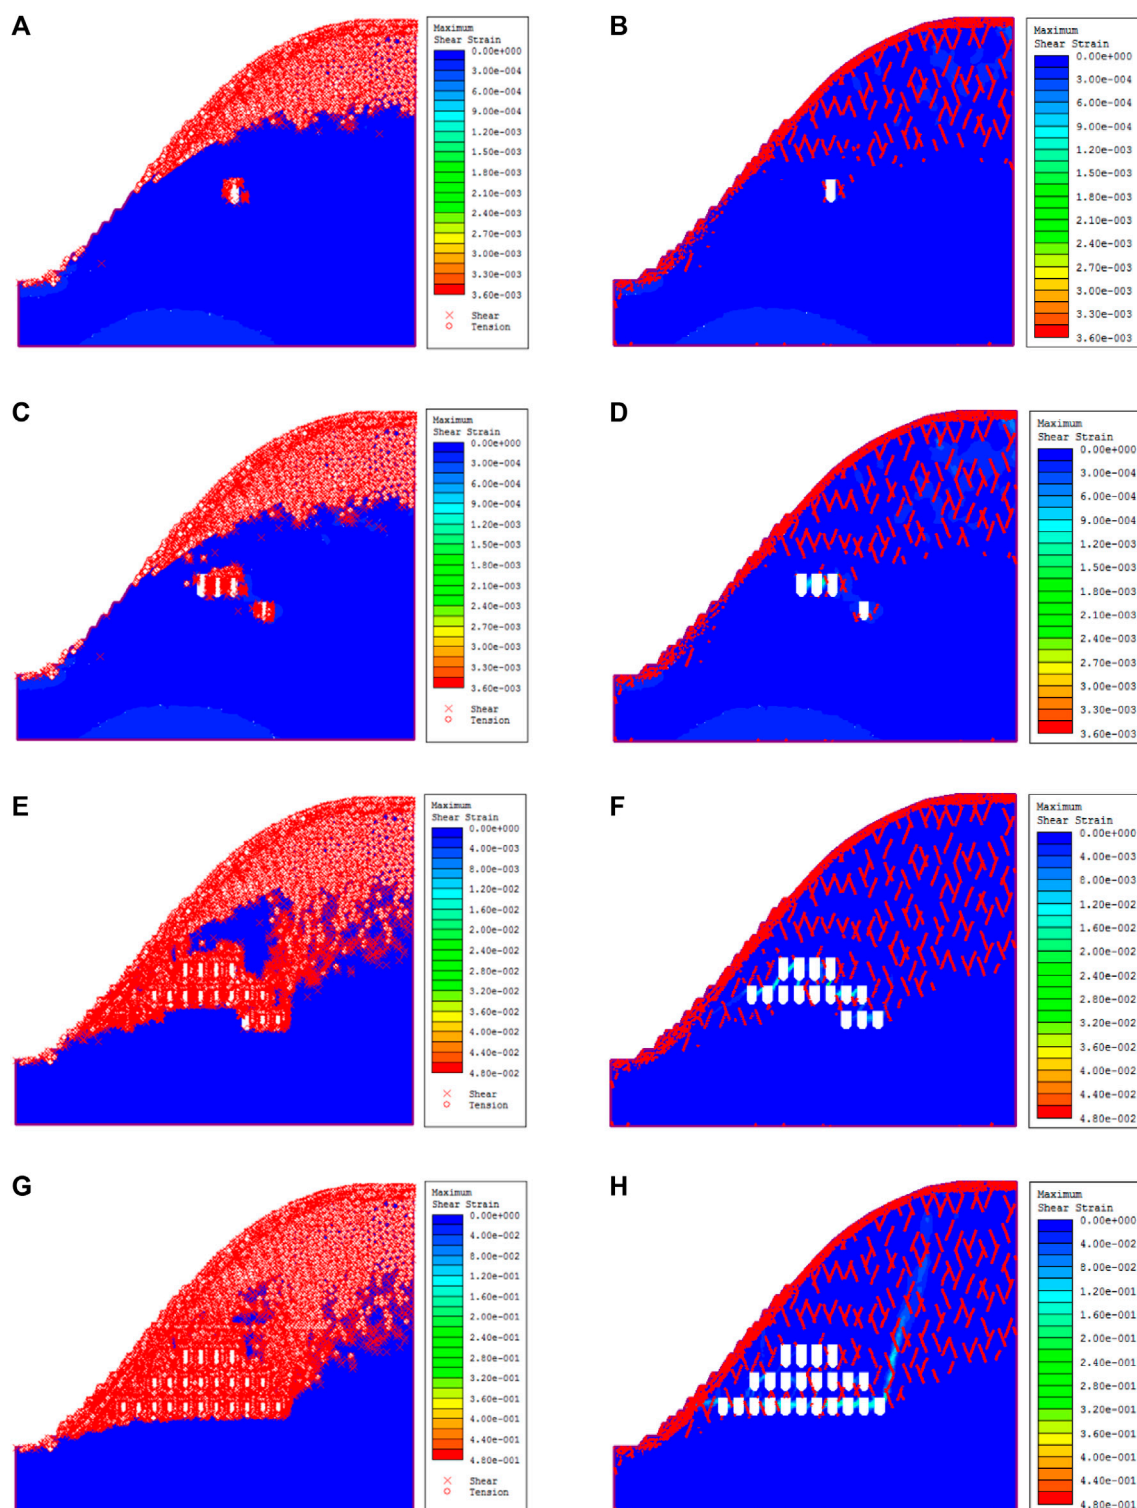 A
Maximum
Shear Strain
0.00e+000
3.00e-004
6.00e-004
9.00e-004
1.20e-003
1.50e-003
1.80e-003
2.10e-003
2.40e-003
2.70e-003
3.00e-003
3.30e-003
3.60e-003
Shear
Tension
B
Maximum
Shear Strain
0.00e+000
3.00e-004
6.00e-004
9.00e-004
1.20e-003
1.50e-003
1.80e-003
2.10e-003
2.40e-003
2.70e-003
3.00e-003
3.30e-003
3.60e-003
C
Maximum
Shear Strain
0.00e+000
3.00e-004
6.00e-004
9.00e-004
1.20e-003
1.50e-003
1.80e-003
2.10e-003
2.40e-003
2.70e-003
3.00e-003
3.30e-003
3.60e-003
Shear
Tension
D
Maximum
Shear Strain
0.00e+000
3.00e-004
6.00e-004
9.00e-004
1.20e-003
1.50e-003
1.80e-003
2.10e-003
2.40e-003
2.70e-003
3.00e-003
3.30e-003
3.60e-003
E
Maximum
Shear Strain
0.00e+000
4.00e-003
8.00e-003
1.20e-002
1.60e-002
2.00e-002
2.40e-002
2.80e-002
3.20e-002
3.60e-002
4.00e-002
4.40e-002
4.80e-002
Shear
Tension
F
Maximum
Shear Strain
0.00e+000
4.00e-003
8.00e-003
1.20e-002
1.60e-002
2.00e-002
2.40e-002
2.80e-002
3.20e-002
3.60e-002
4.00e-002
4.40e-002
4.80e-002
G
Maximum
Shear Strain
0.00e+000
4.00e-002
8.00e-002
1.20e-001
1.60e-001
2.00e-001
2.40e-001
2.80e-001
3.20e-001
3.60e-001
4.00e-001
4.40e-001
4.80e-001
Shear
Tension
H
Maximum
Shear Strain
0.00e+000
4.00e-002
8.00e-002
1.20e-001
1.60e-001
2.00e-001
2.40e-001
2.80e-001
3.20e-001
3.60e-001
4.00e-001
4.40e-001
4.80e-001